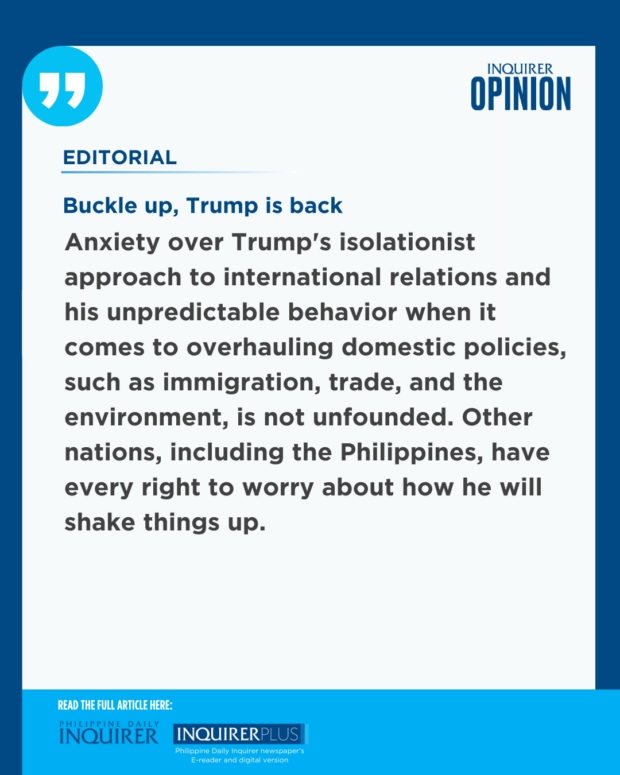 INQUIRER
OPINION
EDITORIAL
Buckle up, Trump is back
Anxiety over Trump's isolationist
approach to international relations and
his unpredictable behavior when it
comes to overhauling domestic policies,
such as immigration, trade, and the
environment, is not unfounded. Other
nations, including the Philippines, have
every right to worry about how he will
shake things up.
READ THE FULL ARTICLE HERE:
PHILIPPINE DAILY
INQUIRER
INQUIRERPLUS
Philippine Daily Inquirer newspaper's
E-reader and digital version